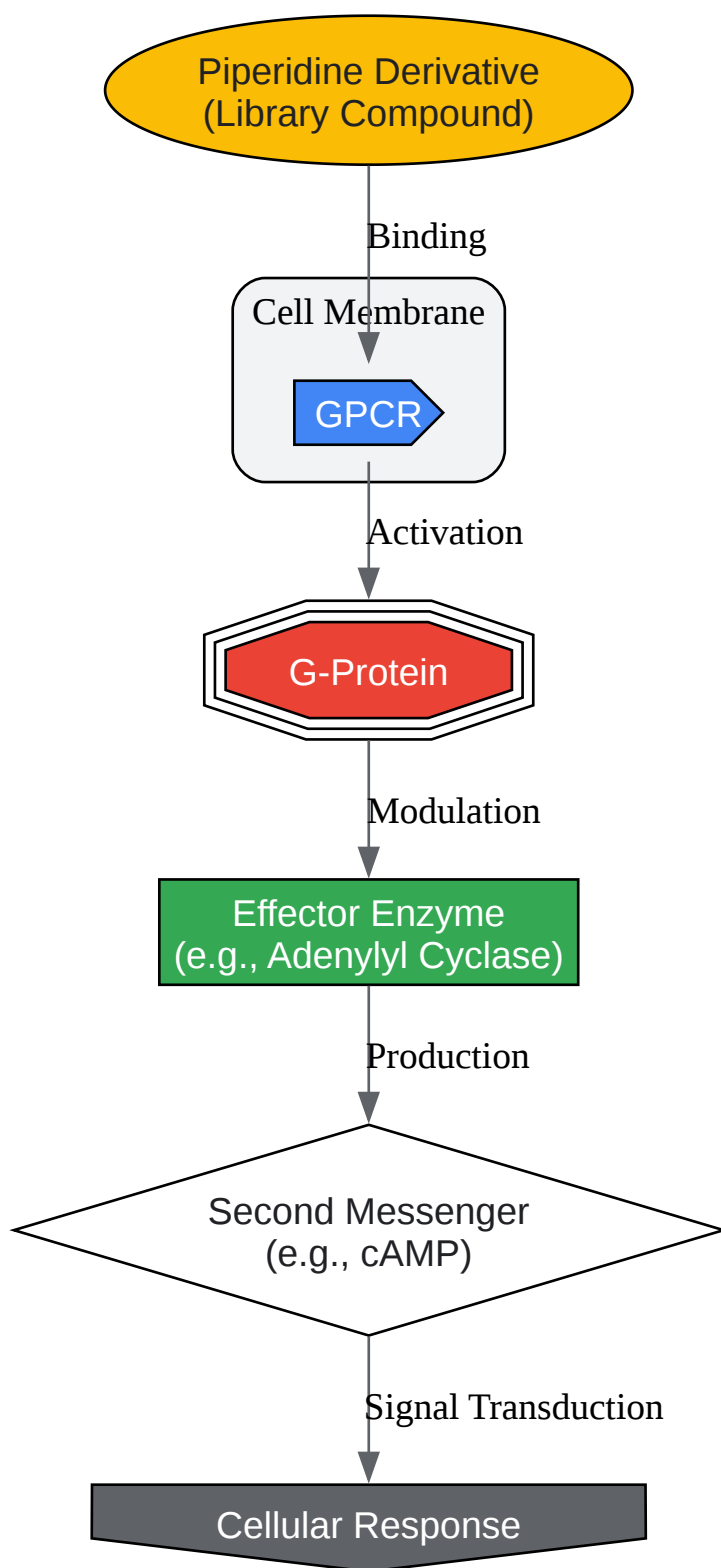 Piperidine Derivative
(Library Compound)
Binding
Cell Membrane
GPCR
Activation
G-Protein
Modulation
Effector Enzyme
(e.g., Adenylyl Cyclase)
Production
Second Messenger
(e.g., cAMP)
Signal Transduction
Cellular Response